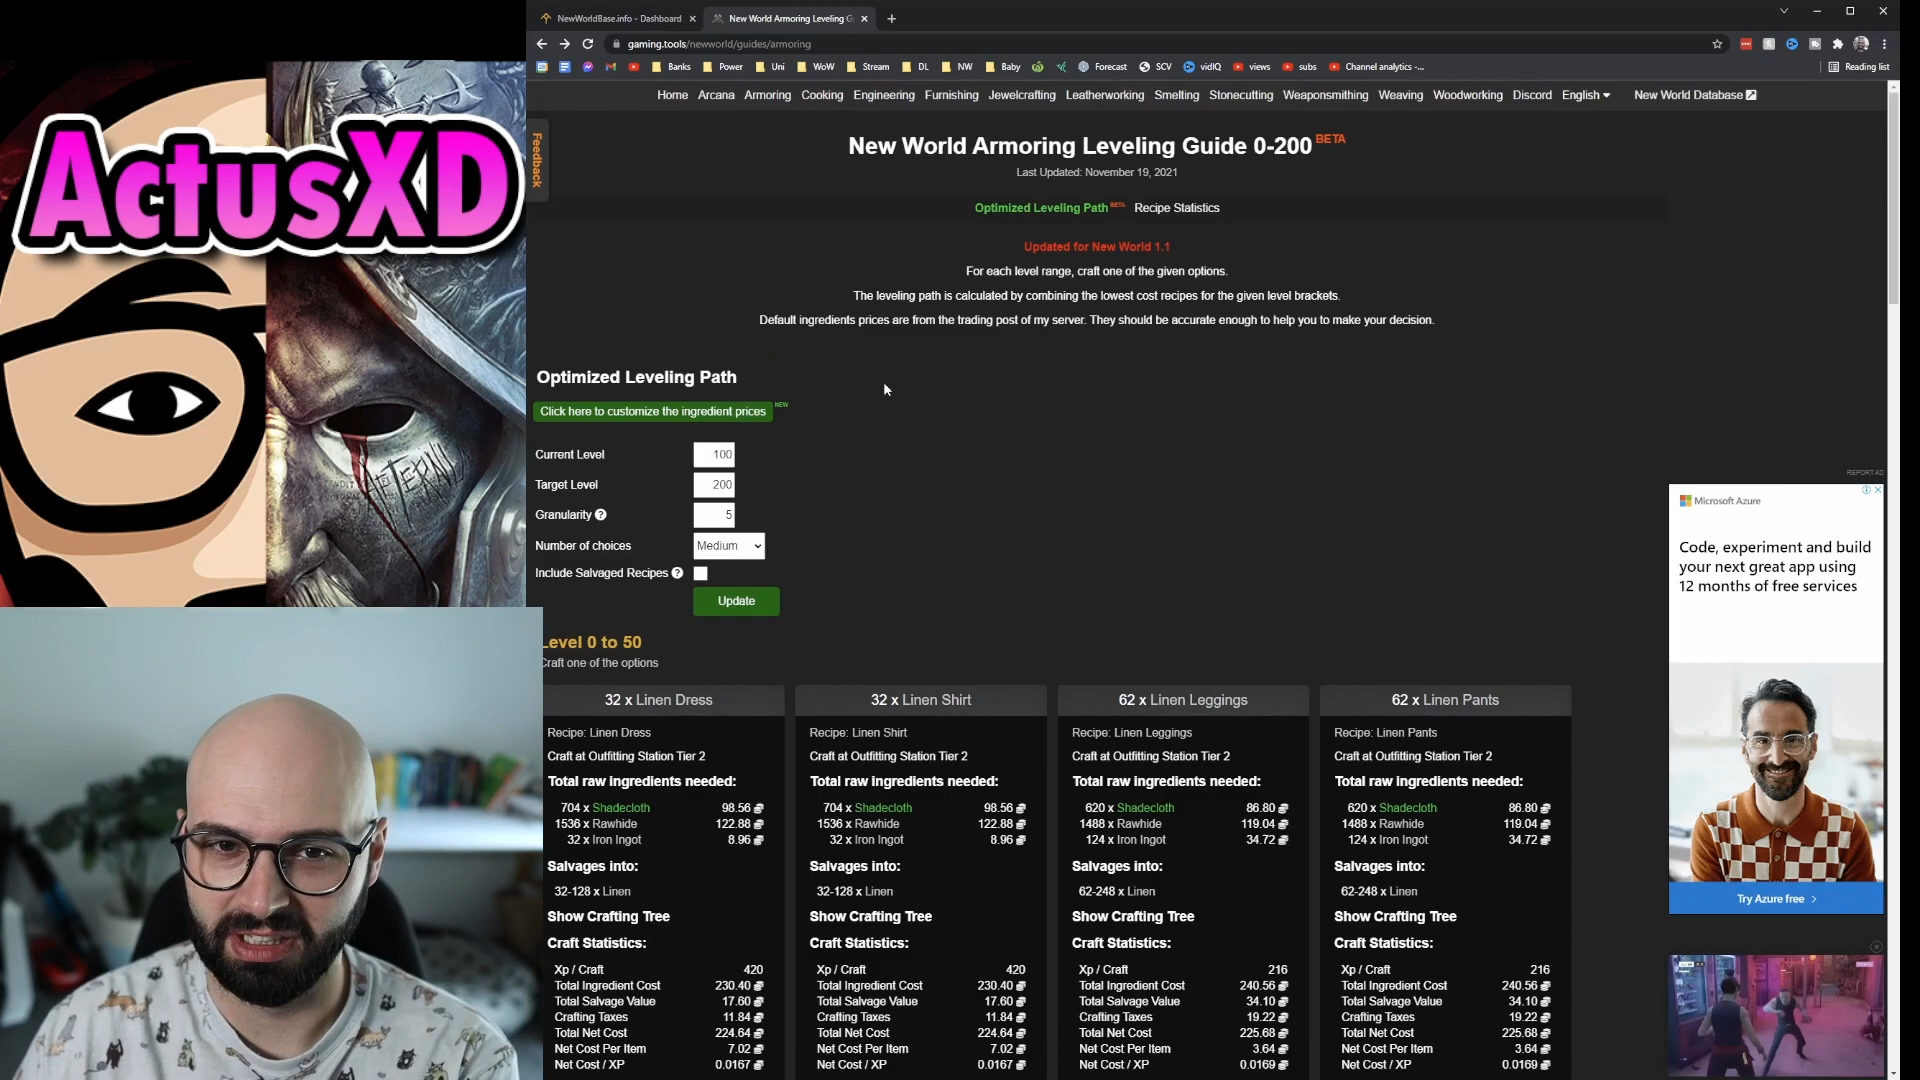 NewWorldBase.info - Dashboard
New World Armoring Leveling G
gaming.tools/newworld/guides/armoring
Banks Power Uni WoW Stream DL NW Baby Forecast SCV vidIQ views subs Channel analytics -... Reading list
Home Arcana Armoring Cooking Engineering Furnishing Jewelcrafting Leatherworking Smelting Stonecutting Weaponsmithing Weaving Woodworking Discord English New World Database
ActusXD
AETERNUM
Feedback
New World Armoring Leveling Guide 0-200 BETA
Last Updated: November 19, 2021
Optimized Leveling Path BETA Recipe Statistics
Updated for New World 1.1
For each level range, craft one of the given options.
The leveling path is calculated by combining the lowest cost recipes for the given level brackets.
Default ingredients prices are from the trading post of my server. They should be accurate enough to help you to make your decision.
Optimized Leveling Path
Click here to customize the ingredient prices NEW
Current Level 100
Target Level 200
Granularity ? 5
Number of choices Medium
Include Salvaged Recipes ?
Update
Level 0 to 50
Craft one of the options
32 x Linen Dress
Recipe: Linen Dress
Craft at Outfitting Station Tier 2
Total raw ingredients needed:
704 x Shadecloth 98.56
1536 x Rawhide 122.88
32 x Iron Ingot 8.96
Salvages into:
32-128 x Linen
Show Crafting Tree
Craft Statistics:
Xp / Craft 420
Total Ingredient Cost 230.40
Total Salvage Value 17.60
Crafting Taxes 11.84
Total Net Cost 224.64
Net Cost Per Item 7.02
Net Cost / XP 0.0167
32 x Linen Shirt
Recipe: Linen Shirt
Craft at Outfitting Station Tier 2
Total raw ingredients needed:
704 x Shadecloth 98.56
1536 x Rawhide 122.88
32 x Iron Ingot 8.96
Salvages into:
32-128 x Linen
Show Crafting Tree
Craft Statistics:
Xp / Craft 420
Total Ingredient Cost 230.40
Total Salvage Value 17.60
Crafting Taxes 11.84
Total Net Cost 224.64
Net Cost Per Item 7.02
Net Cost / XP 0.0167
62 x Linen Leggings
Recipe: Linen Leggings
Craft at Outfitting Station Tier 2
Total raw ingredients needed:
620 x Shadecloth 86.80
1488 x Rawhide 119.04
124 x Iron Ingot 34.72
Salvages into:
62-248 x Linen
Show Crafting Tree
Craft Statistics:
Xp / Craft 216
Total Ingredient Cost 240.56
Total Salvage Value 34.10
Crafting Taxes 19.22
Total Net Cost 225.68
Net Cost Per Item 3.64
Net Cost / XP 0.0169
62 x Linen Pants
Recipe: Linen Pants
Craft at Outfitting Station Tier 2
Total raw ingredients needed:
620 x Shadecloth 86.80
1488 x Rawhide 119.04
124 x Iron Ingot 34.72
Salvages into:
62-248 x Linen
Show Crafting Tree
Craft Statistics:
Xp / Craft 216
Total Ingredient Cost 240.56
Total Salvage Value 34.10
Crafting Taxes 19.22
Total Net Cost 225.68
Net Cost Per Item 3.64
Net Cost / XP 0.0169
REPORT AD
Microsoft Azure
Code, experiment and build
your next great app using
12 months of free services
Try Azure free >